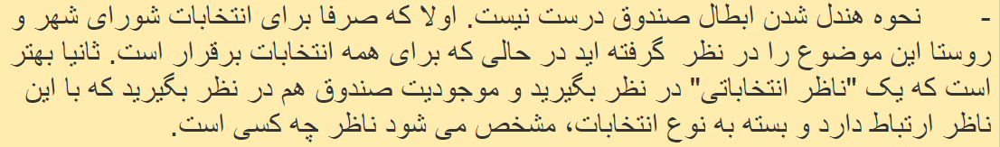 - نحوه هندل شدن ابطال صندوق درست نیست. اولا که صرفا برای انتخابات شورای شهر و
روستا این موضوع را در نظر گرفته اید در حالی که برای همه انتخابات برقرار است. ثانیا بهتر
است که یک "ناظر انتخاباتی" در نظر بگیرید و موجودیت صندوق هم در نظر بگیرید که با این
ناظر ارتباط دارد و بسته به نوع انتخابات، مشخص می شود ناظر چه کسی است.